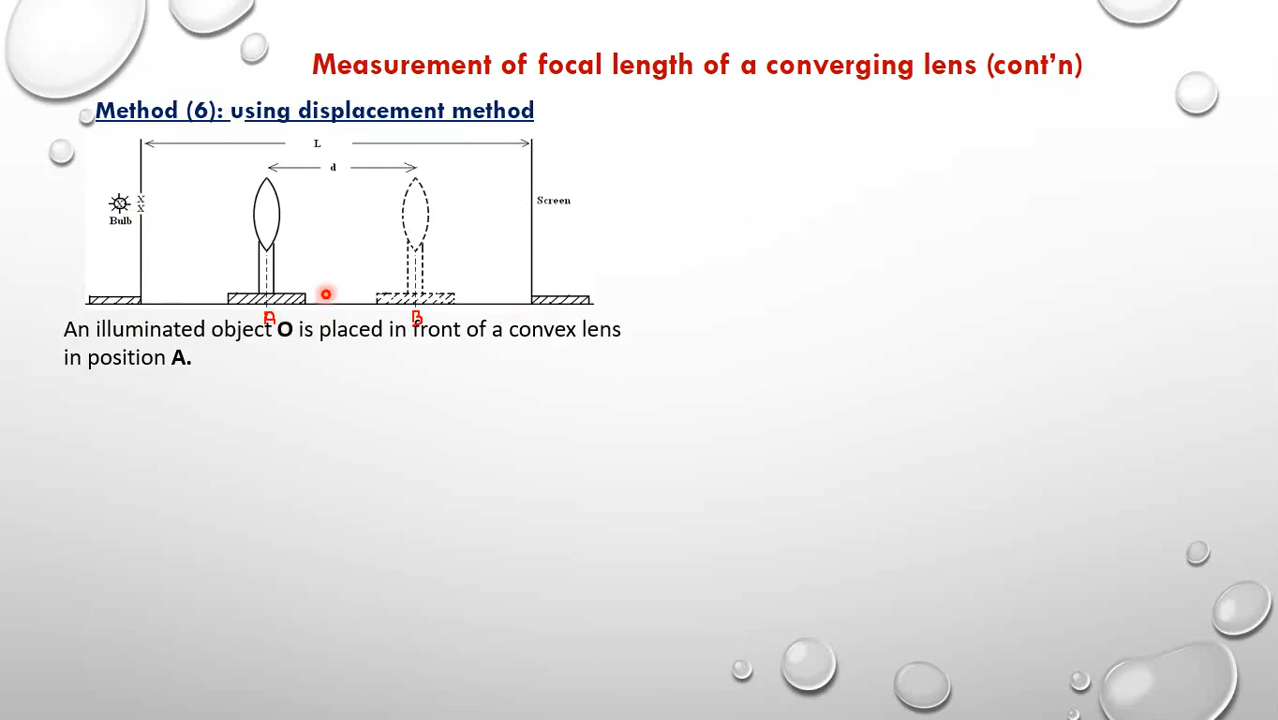 Measurement of focal length of a converging lens (cont'n)
Method (6): using displacement method
L
d
X
X
Bulb
Screen
A
B
An illuminated object O is placed in front of a convex lens
in position A.